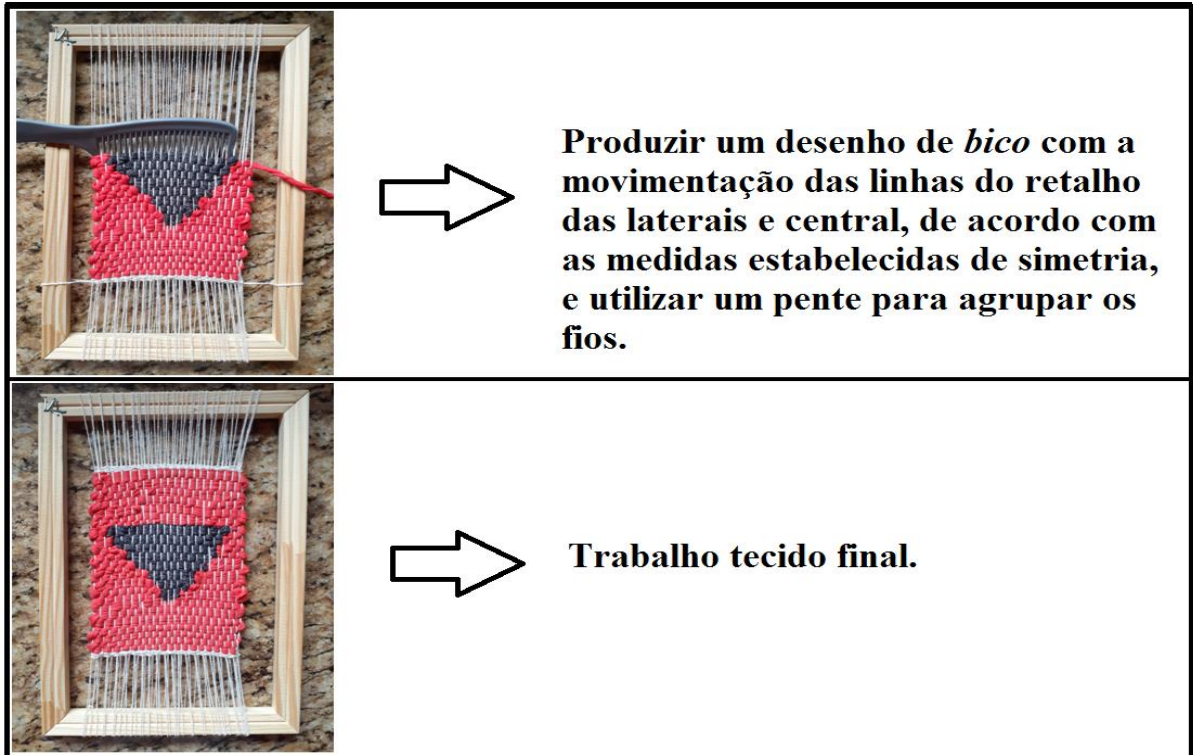 Produzir um desenho de bico com a
movimentação das linhas do retalho
das laterais e central, de acordo com
as medidas estabelecidas de simetria,
e utilizar um pente para agrupar os
fios.
Trabalho tecido final.